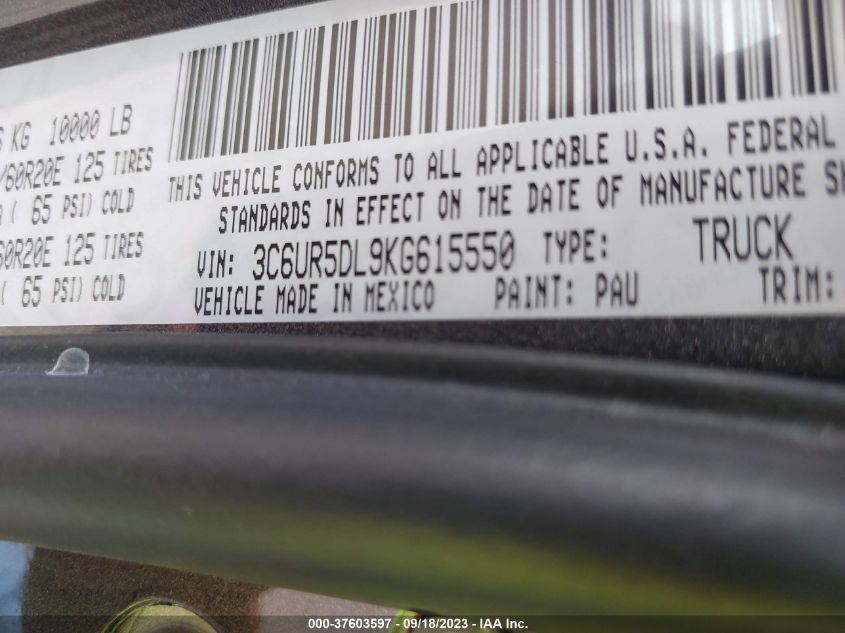 KG 10000 LB
/60R20E 125 TIRES
( 65 PSI) COLD
60R20E 125 TIRES
( 65 PSI) COLD
THIS VEHICLE CONFORMS TO ALL APPLICABLE U.S.A. FEDERAL
STANDARDS IN EFFECT ON THE DATE OF MANUFACTURE
VIN: 3C6UR5DL9KG615550 TYPE: TRUCK
VEHICLE MADE IN MEXICO PAINT: PAU TRIM:
000-37603597 - 09/18/2023 - IAA Inc.